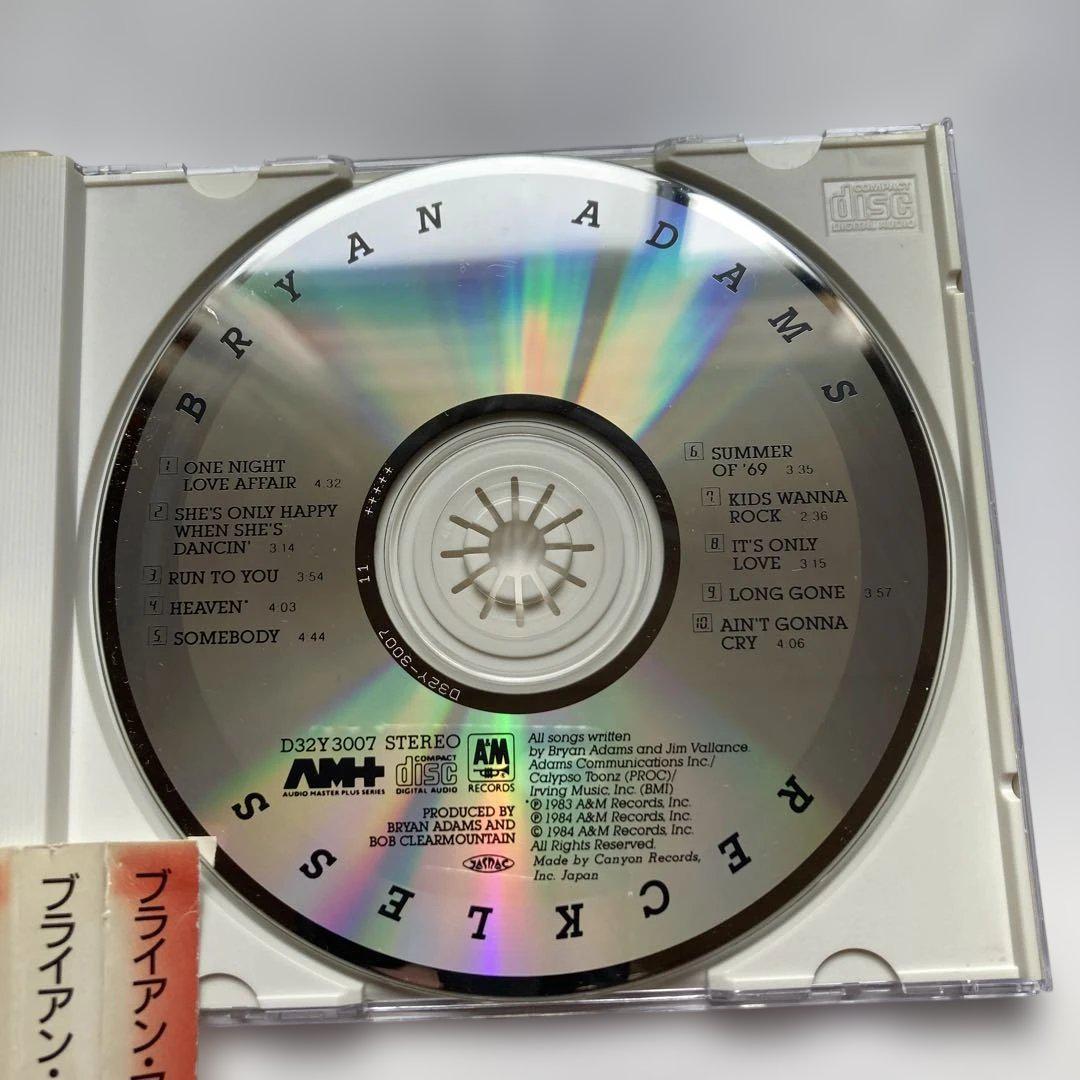 BRYAN ADAMS
COMPACT
disc
DIGITAL AUDIO
1 ONE NIGHT
LOVE AFFAIR 4.32
2 SHE'S ONLY HAPPY
WHEN SHE'S
DANCIN' 3:14
3 RUN TO YOU 3:54
4 HEAVEN* 4:03
5 SOMEBODY 4:44
6 SUMMER
OF '69 3.35
7 KIDS WANNA
ROCK 2:36
8 IT'S ONLY
LOVE 3:15
9 LONG GONE 3:57
10 AIN'T GONNA
CRY 4:06
+++++
11
D32Y-3007
D32Y3007 STEREO
AM+
AUDIO MASTER PLUS SERIES
COMPACT
disc
DIGITAL AUDIO
A&M
RECORDS
PRODUCED BY
BRYAN ADAMS AND
BOB CLEARMOUNTAIN
JASRAC
All songs written
by Bryan Adams and Jim Vallance.
Adams Communications Inc./
Calypso Toonz (PROC)/
Irving Music, Inc. (BMI)
*℗ 1983 A&M Records, Inc.
℗ 1984 A&M Records, Inc.
© 1984 A&M Records, Inc.
All Rights Reserved.
Made by Canyon Records,
Inc. Japan
RECKLESS
ブライアン・
ブライアン・